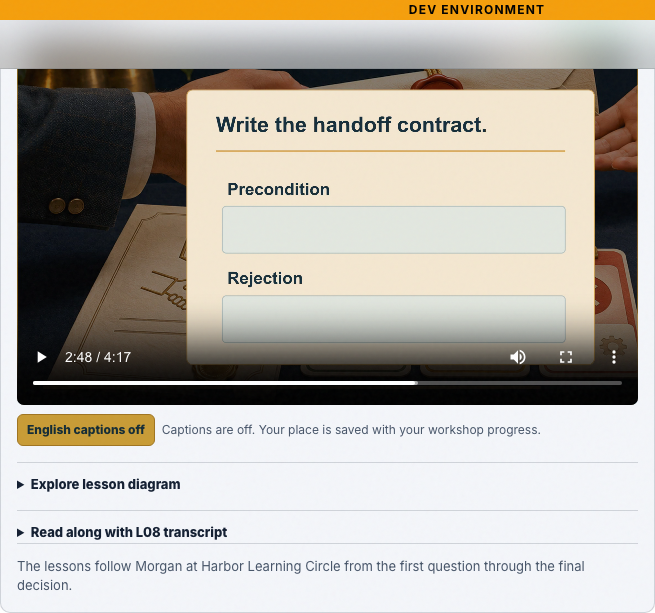 DEV ENVIRONMENT
Write the handoff contract.
Precondition
Rejection
2:48 / 4:17
English captions off
Captions are off. Your place is saved with your workshop progress.
Explore lesson diagram
Read along with L08 transcript
The lessons follow Morgan at Harbor Learning Circle from the first question through the final
decision.